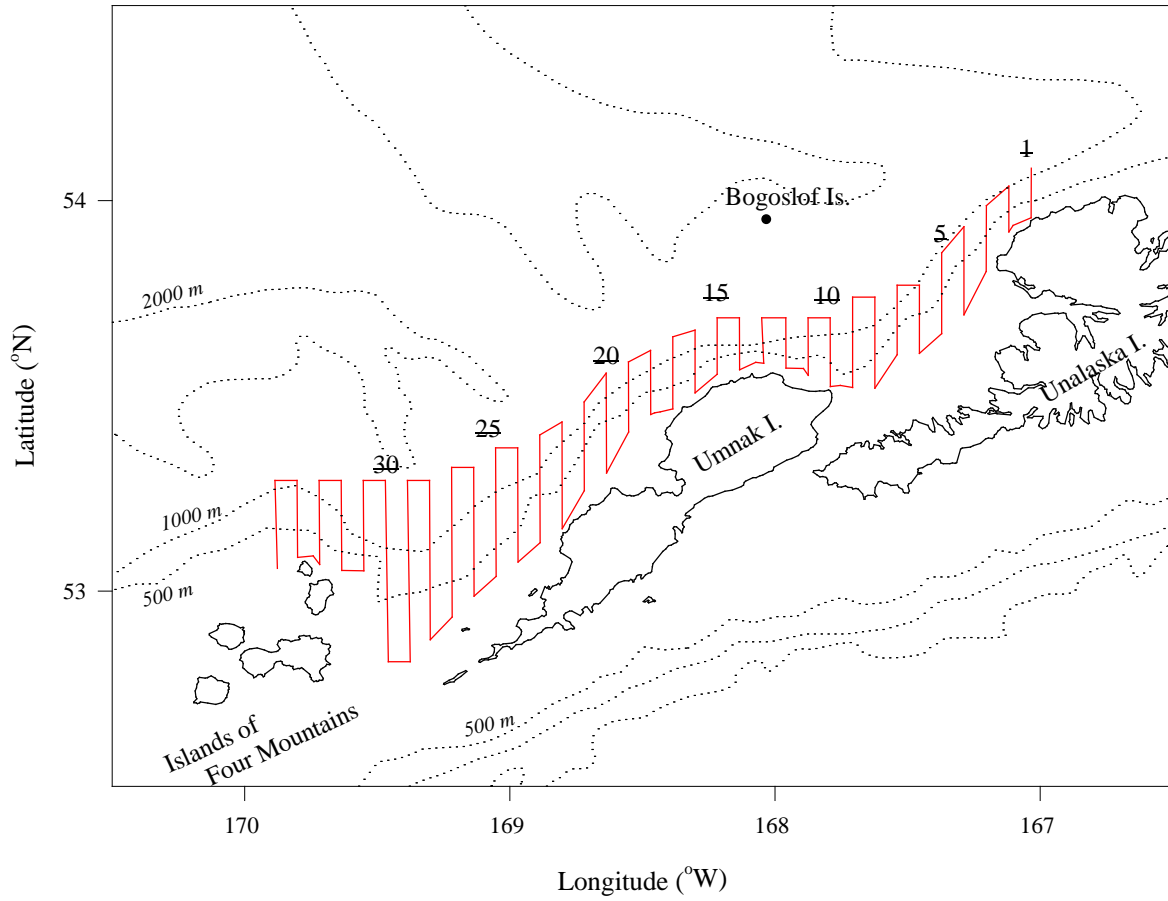 1
54
Bogoslof Is.
5
2000 m
15
10
20
Unalaska I.
Latitude (°N)
25
Umnak I.
30
1000 m
500 m
53
500 m
Islands of
Four Mountains
170
169
168
167
Longitude (°W)